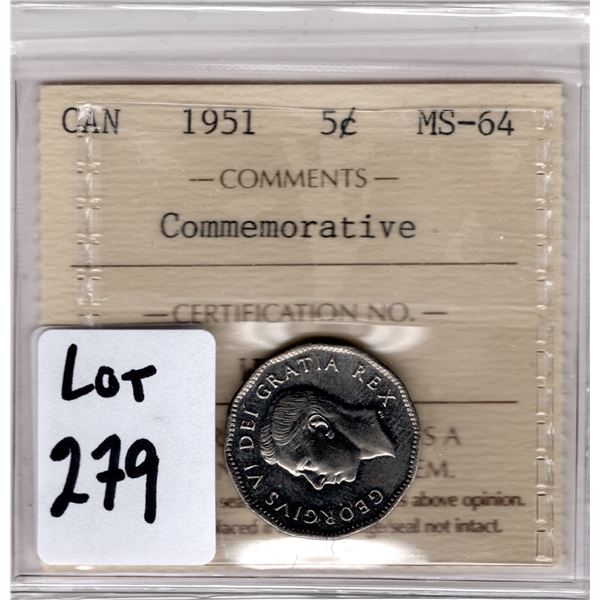 CAN 1951 5¢ MS-64
— COMMENTS —
Commemorative
— CERTIFICATION NO. —
LOT
279
GEORGIVS VI DEI GRATIA REX
S A
EM.
above opinion.
seal not intact.